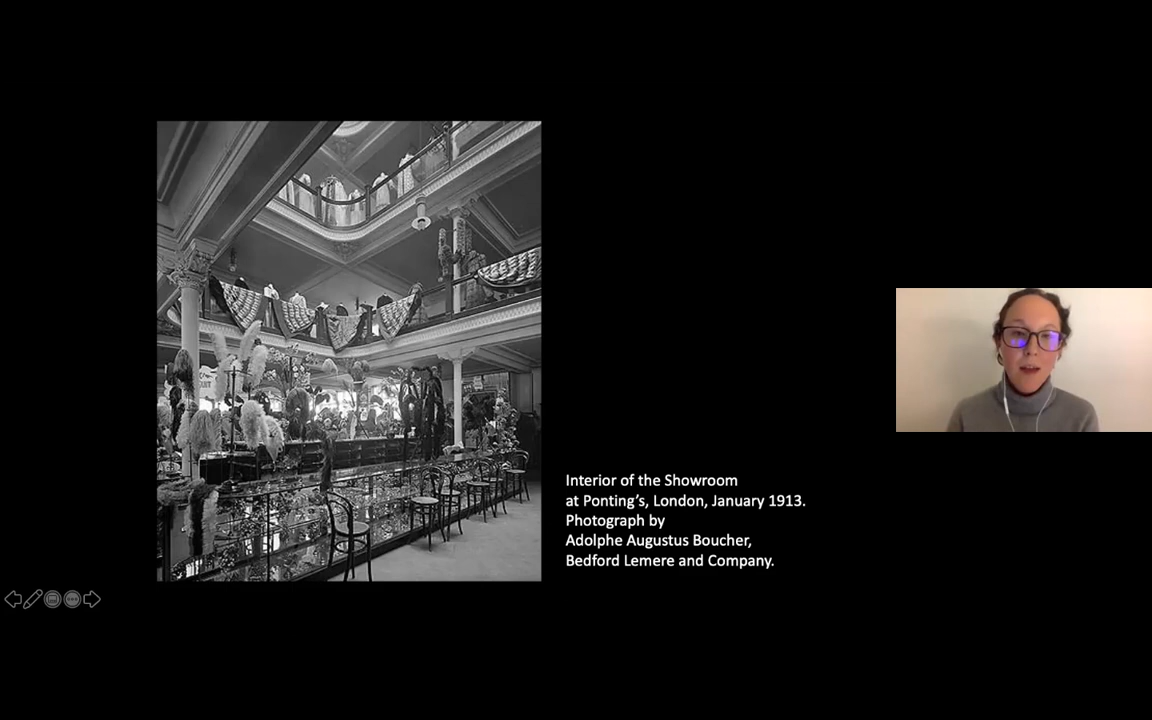 Interior of the Showroom
at Ponting's, London, January 1913.
Photograph by
Adolphe Augustus Boucher,
Bedford Lemere and Company.